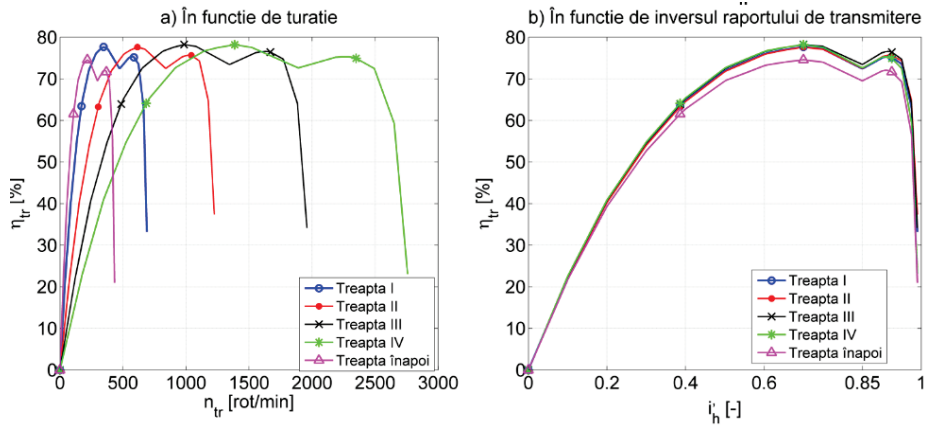 a) În functie de turatie
80
70
60
50
40
30
20
10
0
η_tr [%]
0 500 1000 1500 2000 2500 3000
n_tr [rot/min]
Treapta I
Treapta II
Treapta III
Treapta IV
Treapta înapoi
b) În functie de inversul raportului de transmitere
80
70
60
50
40
30
20
10
0
η_tr [%]
0 0.2 0.4 0.6 0.85 1
i'_h [-]
Treapta I
Treapta II
Treapta III
Treapta IV
Treapta înapoi